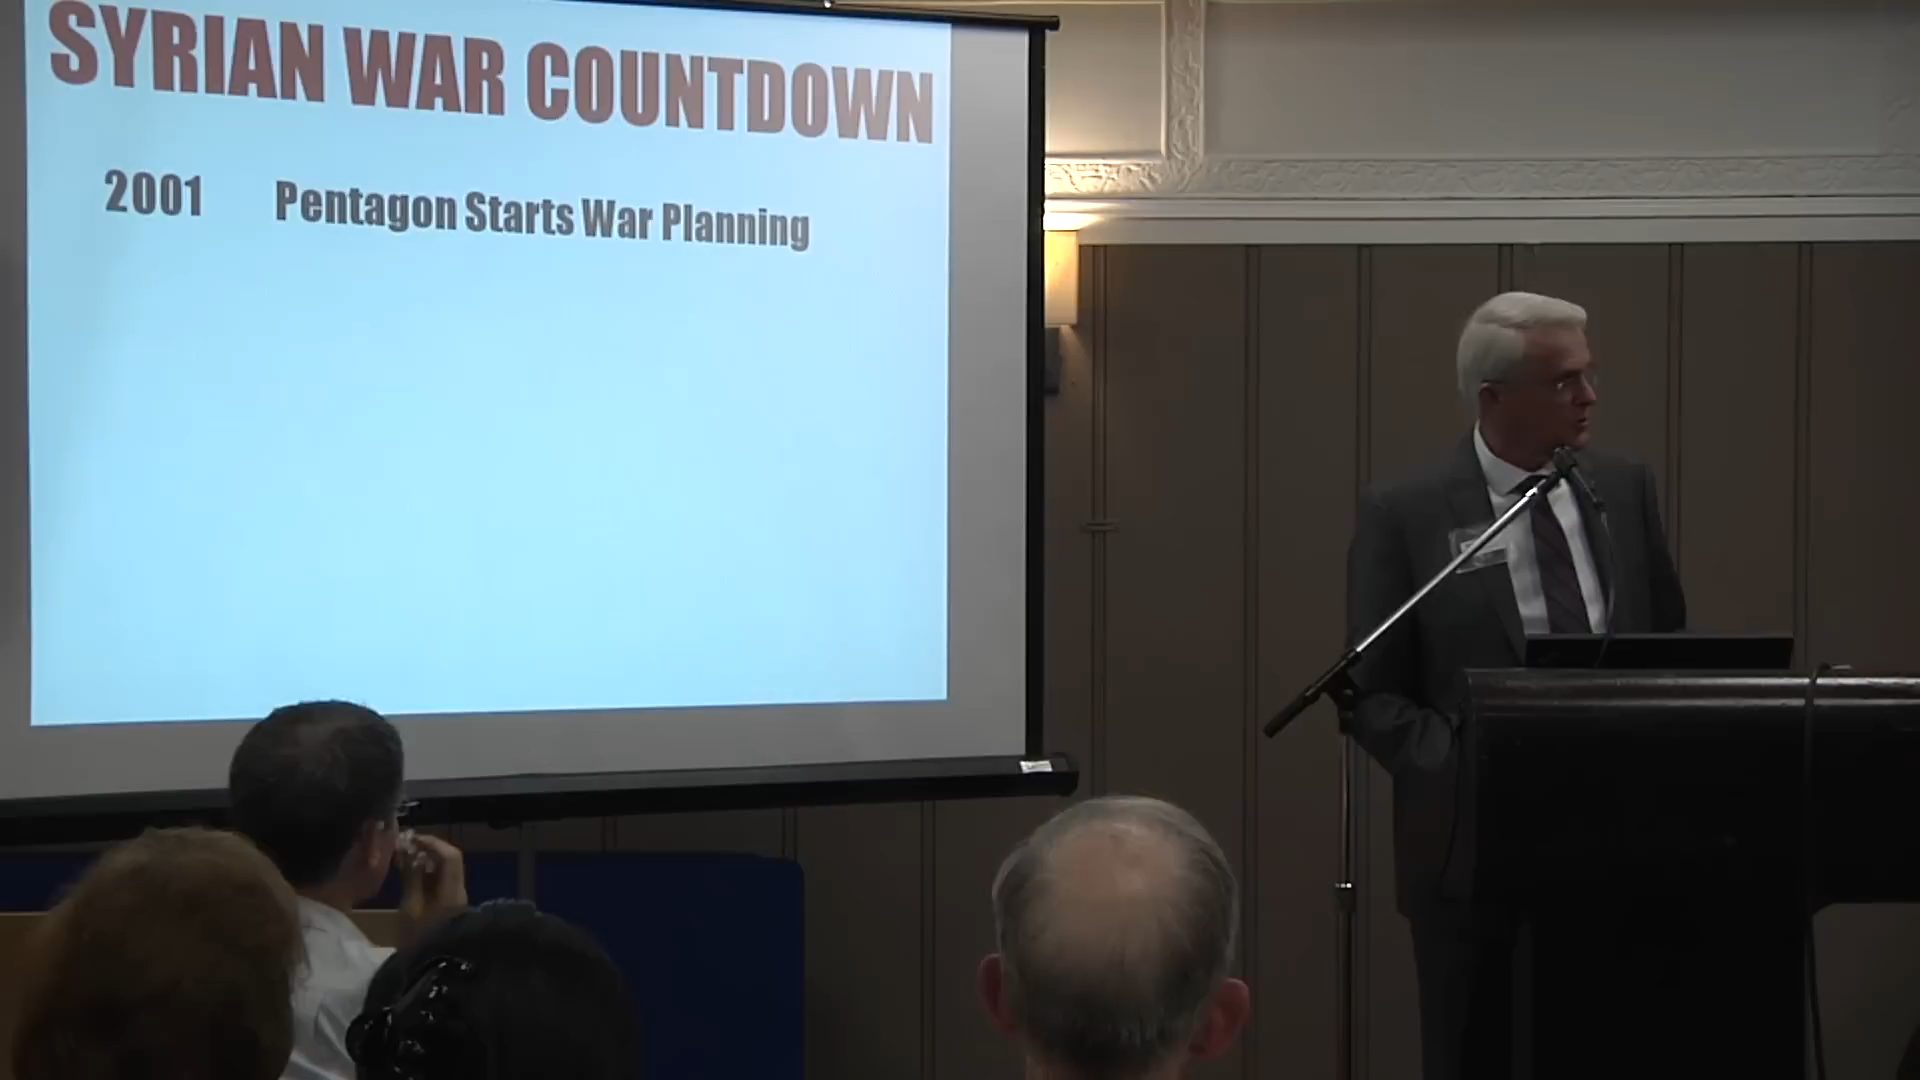 SYRIAN WAR COUNTDOWN
2001 Pentagon Starts War Planning